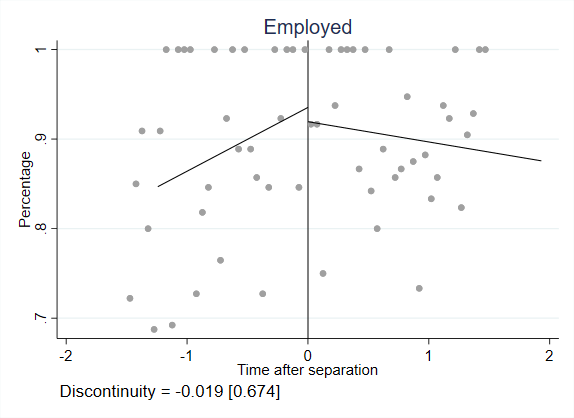 Employed
Percentage
1
.9
.8
.7
-2
-1
0
1
2
Time after separation
Discontinuity = -0.019 [0.674]